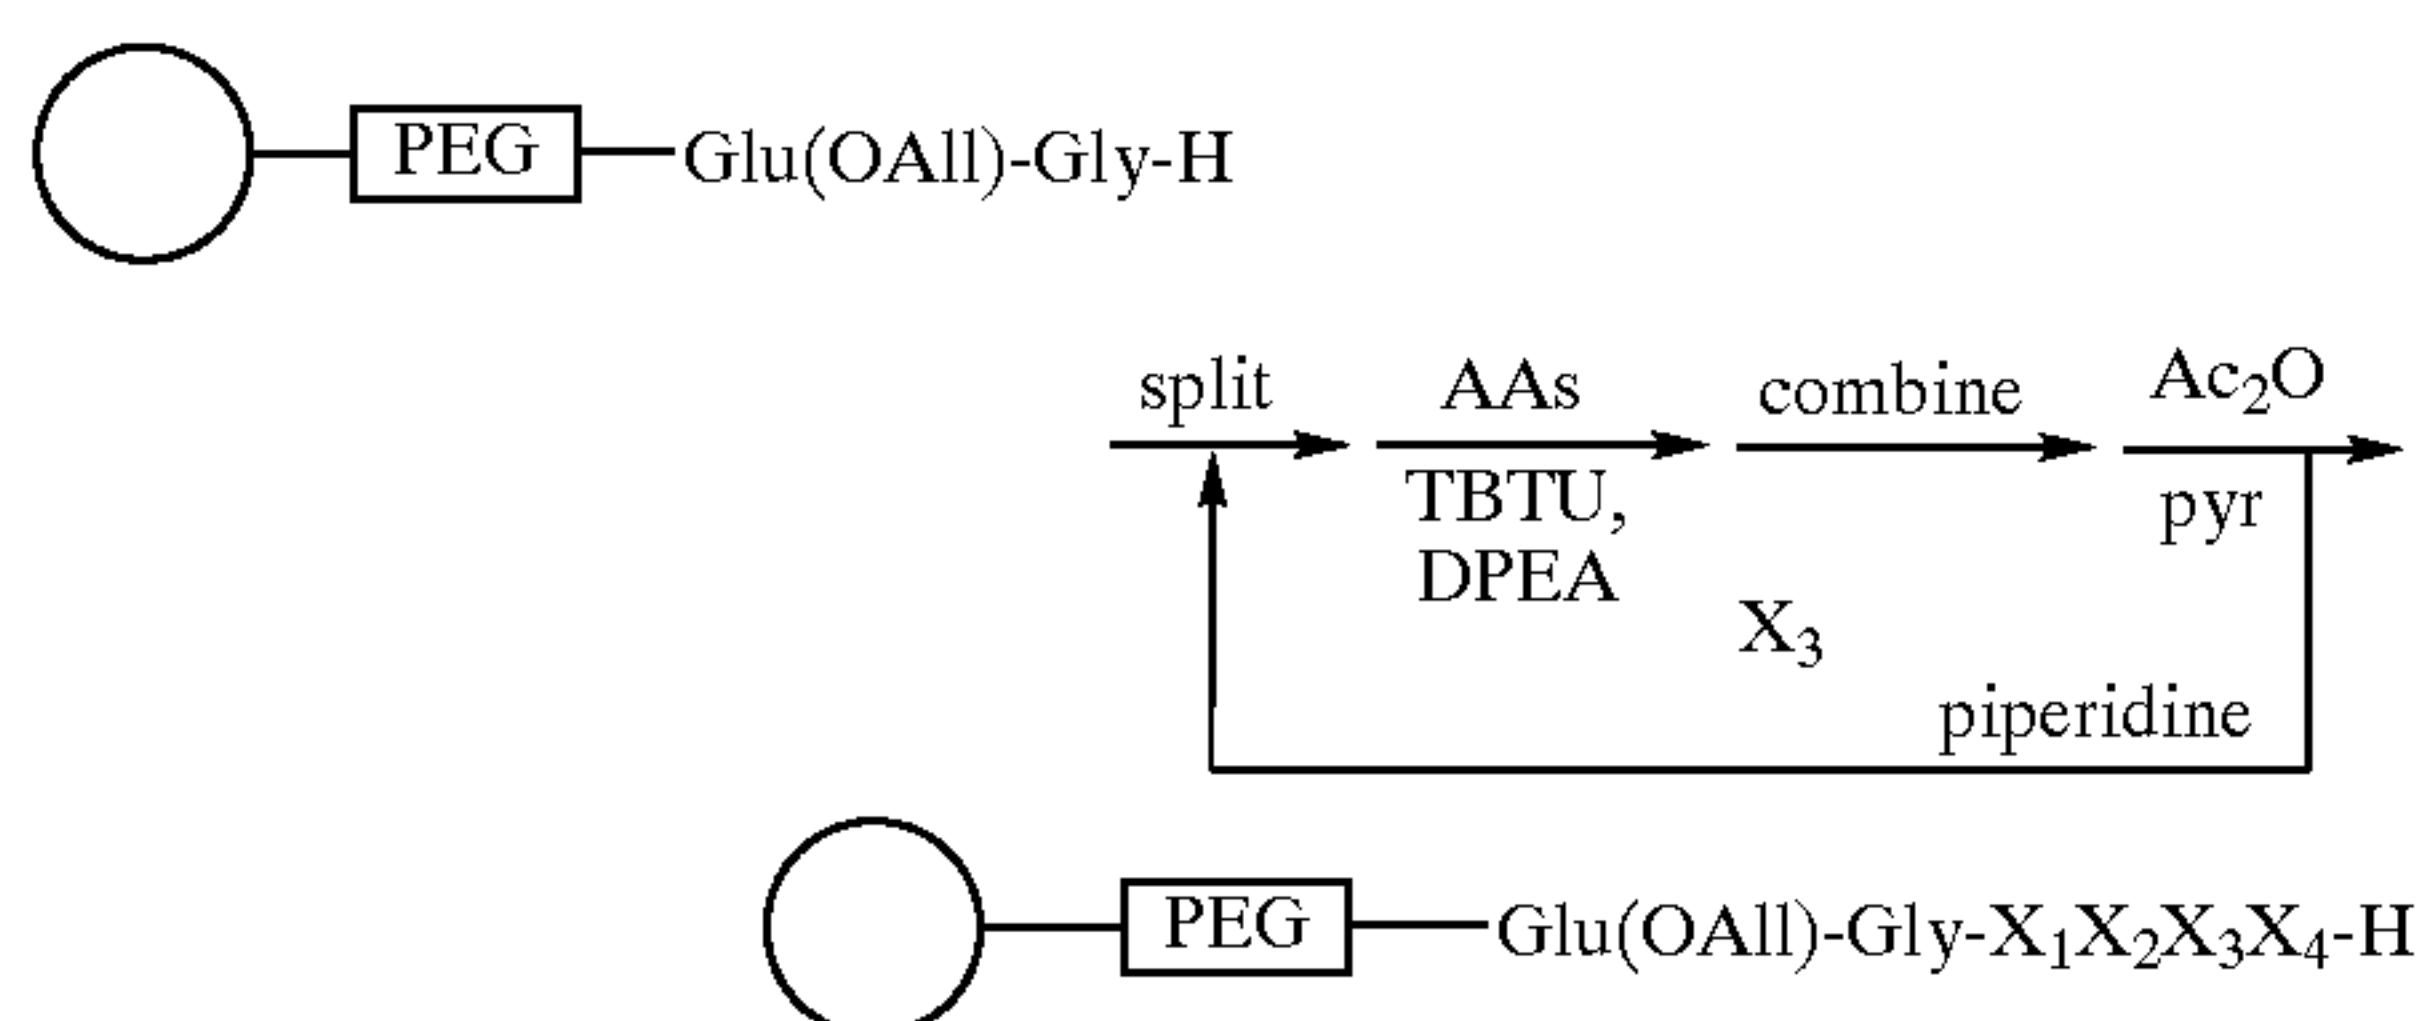 PEG Glu(OAll)-Gly-H
split AAs combine Ac₂O
TBTU, pyr
DPEA
X₃
piperidine
PEG Glu(OAll)-Gly-X₁X₂X₃X₄-H